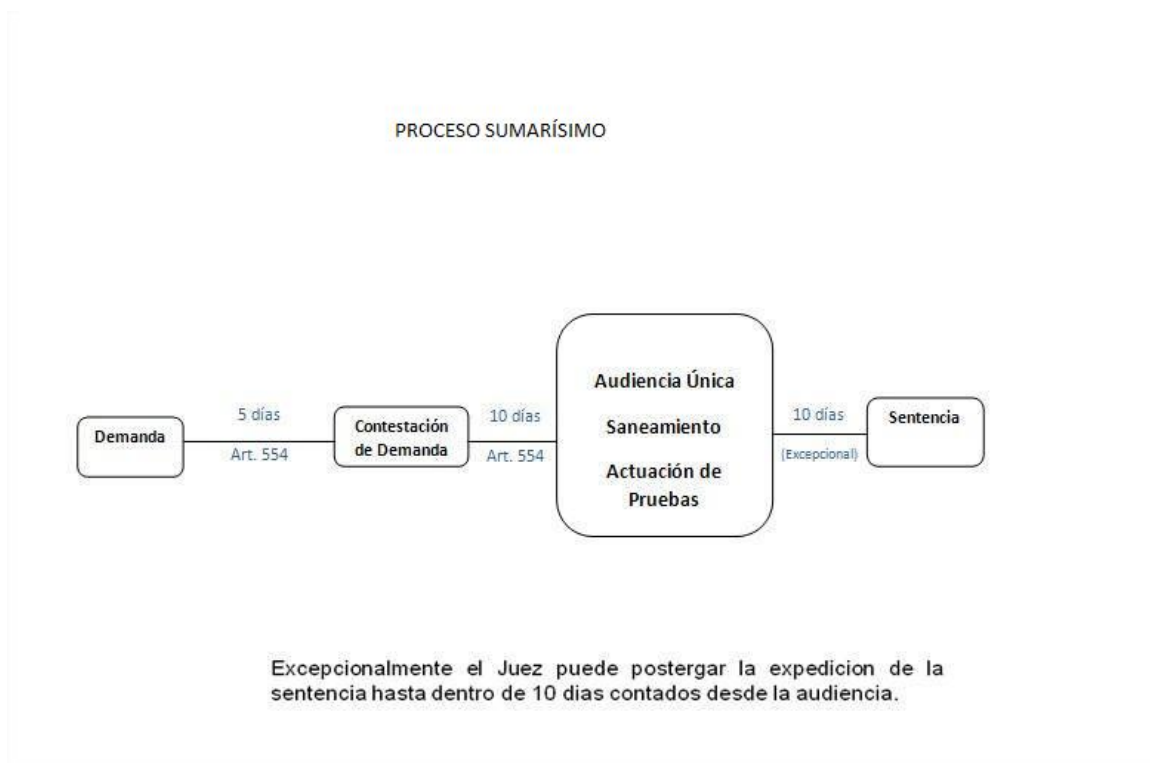 PROCESO SUMARÍSIMO
Demanda
5 días
Art. 554
Contestación
de Demanda
10 días
Art. 554
Audiencia Única
Saneamiento
Actuación de
Pruebas
10 días
(Excepcional)
Sentencia
Excepcionalmente el Juez puede postergar la expedicion de la
sentencia hasta dentro de 10 dias contados desde la audiencia.